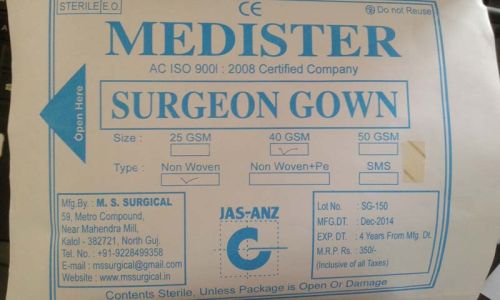 STERILE E.O.
CE
Do not Reuse
MEDISTER
AC ISO 900I : 2008 Certified Company
Open Here
SURGEON GOWN
Size : 25 GSM 40 GSM 50 GSM
Type : Non Woven Non Woven+Pe SMS
Mfg.By. : M. S. SURGICAL
59, Metro Compound,
Near Mahendra Mill,
Kalol - 382721, North Guj.
Tel. No. : +91-9228499358
E-mail : mssurgical@gmail.com
Website : www.mssurgical.in
JAS-ANZ
Lot No. : SG-150
MFG.DT. : Dec-2014
EXP. DT. : 4 Years From Mfg. Dt.
M.R.P. Rs. : 350/-
(Inclusive of all Taxes)
Contents Sterile, Unless Package is Open Or Damage